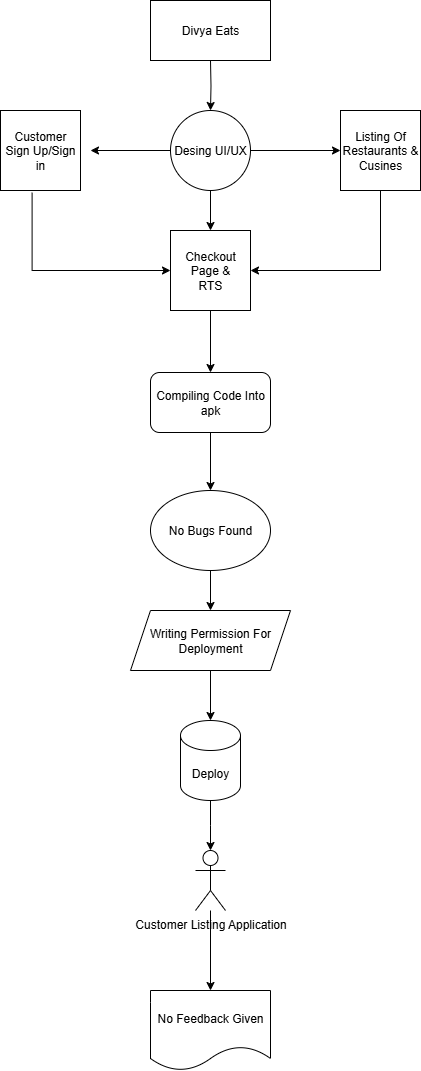 Divya Eats
Customer
Sign Up/Sign
in
Desing UI/UX
Listing Of
Restaurants &
Cusines
Checkout
Page &
RTS
Compiling Code Into
apk
No Bugs Found
Writing Permission For
Deployment
Deploy
Customer Listing Application
No Feedback Given